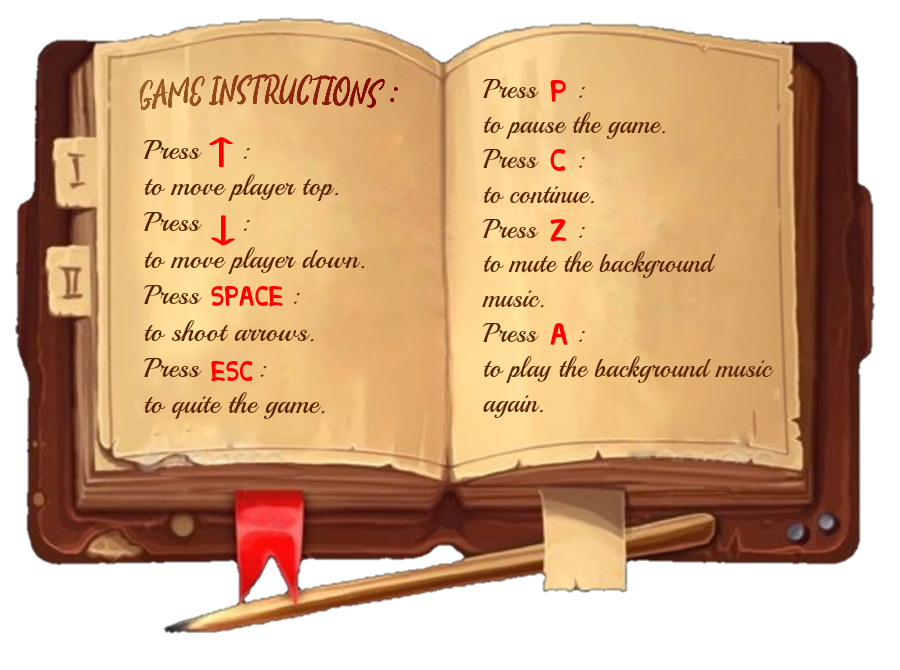 GAME INSTRUCTIONS :
Press ↑ :
to move player top.
Press ↓ :
to move player down.
Press SPACE :
to shoot arrows.
Press ESC :
to quite the game.
I
II
Press P :
to pause the game.
Press C :
to continue.
Press Z :
to mute the background
music.
Press A :
to play the background music
again.